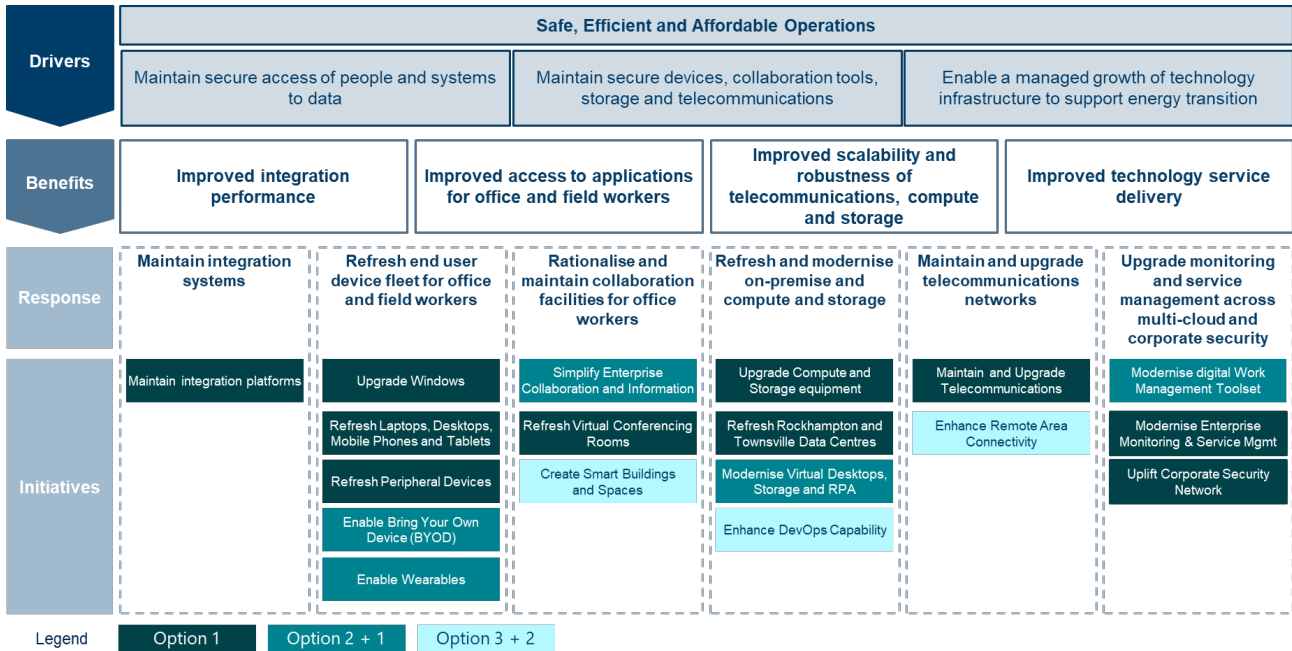 Drivers
Safe, Efficient and Affordable Operations
Maintain secure access of people and systems
to data
Maintain secure devices, collaboration tools,
storage and telecommunications
Enable a managed growth of technology
infrastructure to support energy transition
Benefits
Improved integration
performance
Improved access to applications
for office and field workers
Improved scalability and
robustness of
telecommunications, compute
and storage
Improved technology service
delivery
Response
Maintain integration
systems
Refresh end user
device fleet for office
and field workers
Rationalise and
maintain collaboration
facilities for office
workers
Refresh and modernise
on-premise and
compute and storage
Maintain and upgrade
telecommunications
networks
Upgrade monitoring
and service
management across
multi-cloud and
corporate security
Initiatives
Maintain integration platforms
Upgrade Windows
Refresh Laptops, Desktops,
Mobile Phones and Tablets
Refresh Peripheral Devices
Enable Bring Your Own
Device (BYOD)
Enable Wearables
Simplify Enterprise
Collaboration and Information
Refresh Virtual Conferencing
Rooms
Create Smart Buildings
and Spaces
Upgrade Compute and
Storage equipment
Refresh Rockhampton and
Townsville Data Centres
Modernise Virtual Desktops,
Storage and RPA
Enhance DevOps Capability
Maintain and Upgrade
Telecommunications
Enhance Remote Area
Connectivity
Modernise digital Work
Management Toolset
Modernise Enterprise
Monitoring & Service Mgmt
Uplift Corporate Security
Network
Legend
Option 1
Option 2 + 1
Option 3 + 2